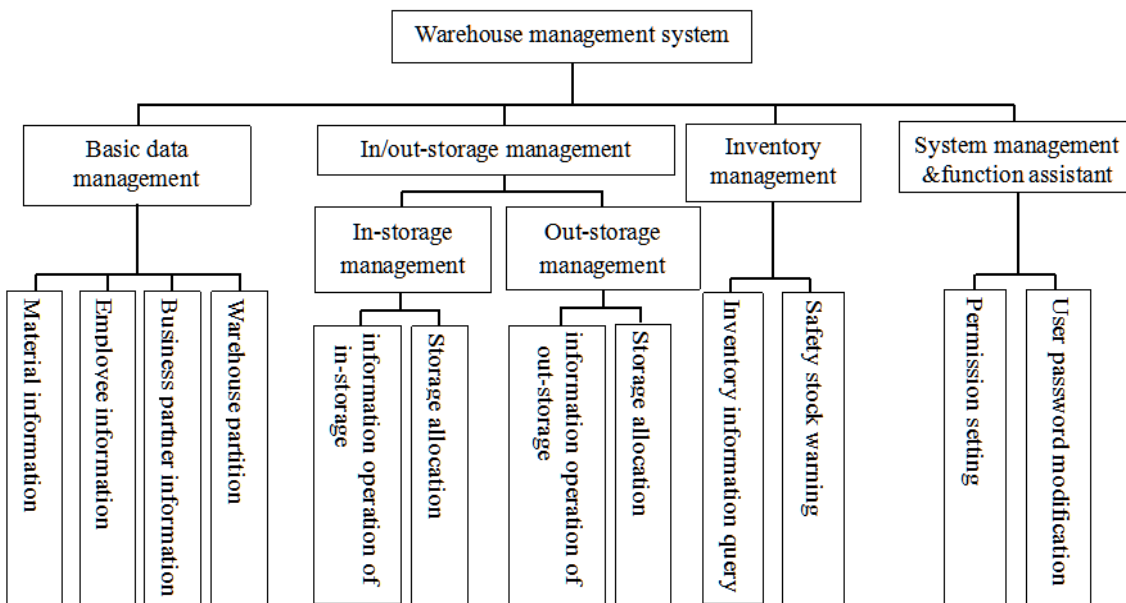 Warehouse management system
Basic data
management
In/out-storage management
Inventory
management
System management
&function assistant
In-storage
management
Out-storage
management
Material information
Employee information
Business partner information
Warehouse partition
information operation of
in-storage
Storage allocation
information operation of
out-storage
Storage allocation
Inventory information query
Safety stock warning
Permission setting
User password modification